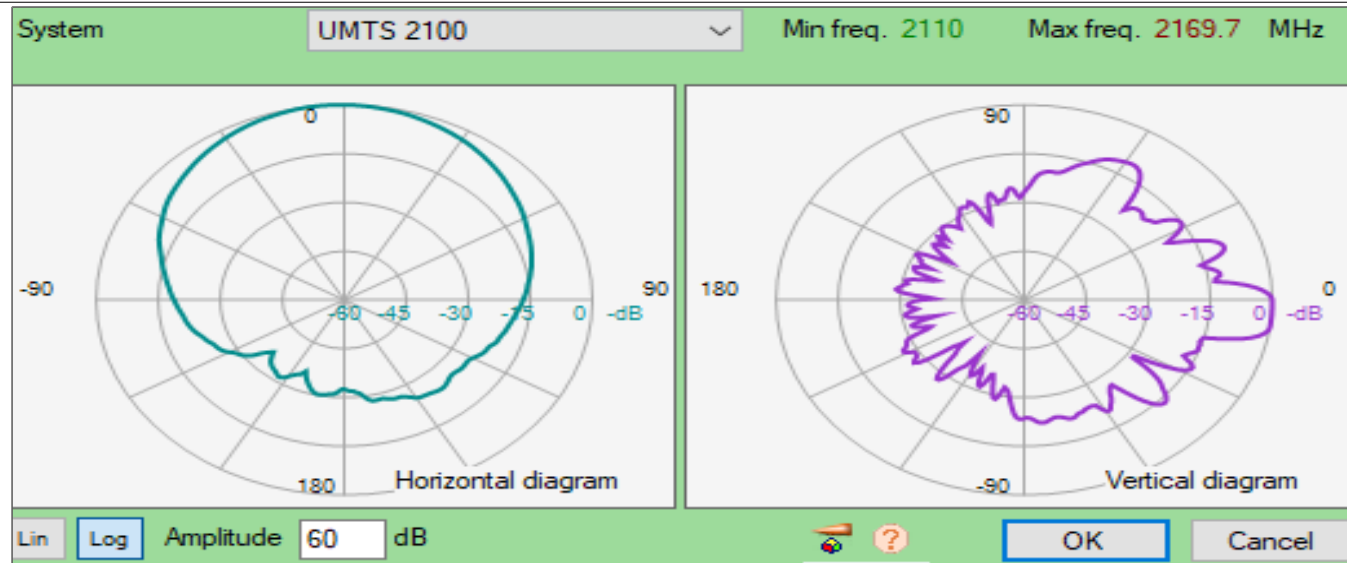 System UMTS 2100 Min freq. 2110 Max freq. 2169.7 MHz
0
-90 90
-60 -45 -30 -15 0 -dB
180
Horizontal diagram
90
180 0
-60 -45 -30 -15 0 -dB
-90
Vertical diagram
Lin Log Amplitude 60 dB ? OK Cancel